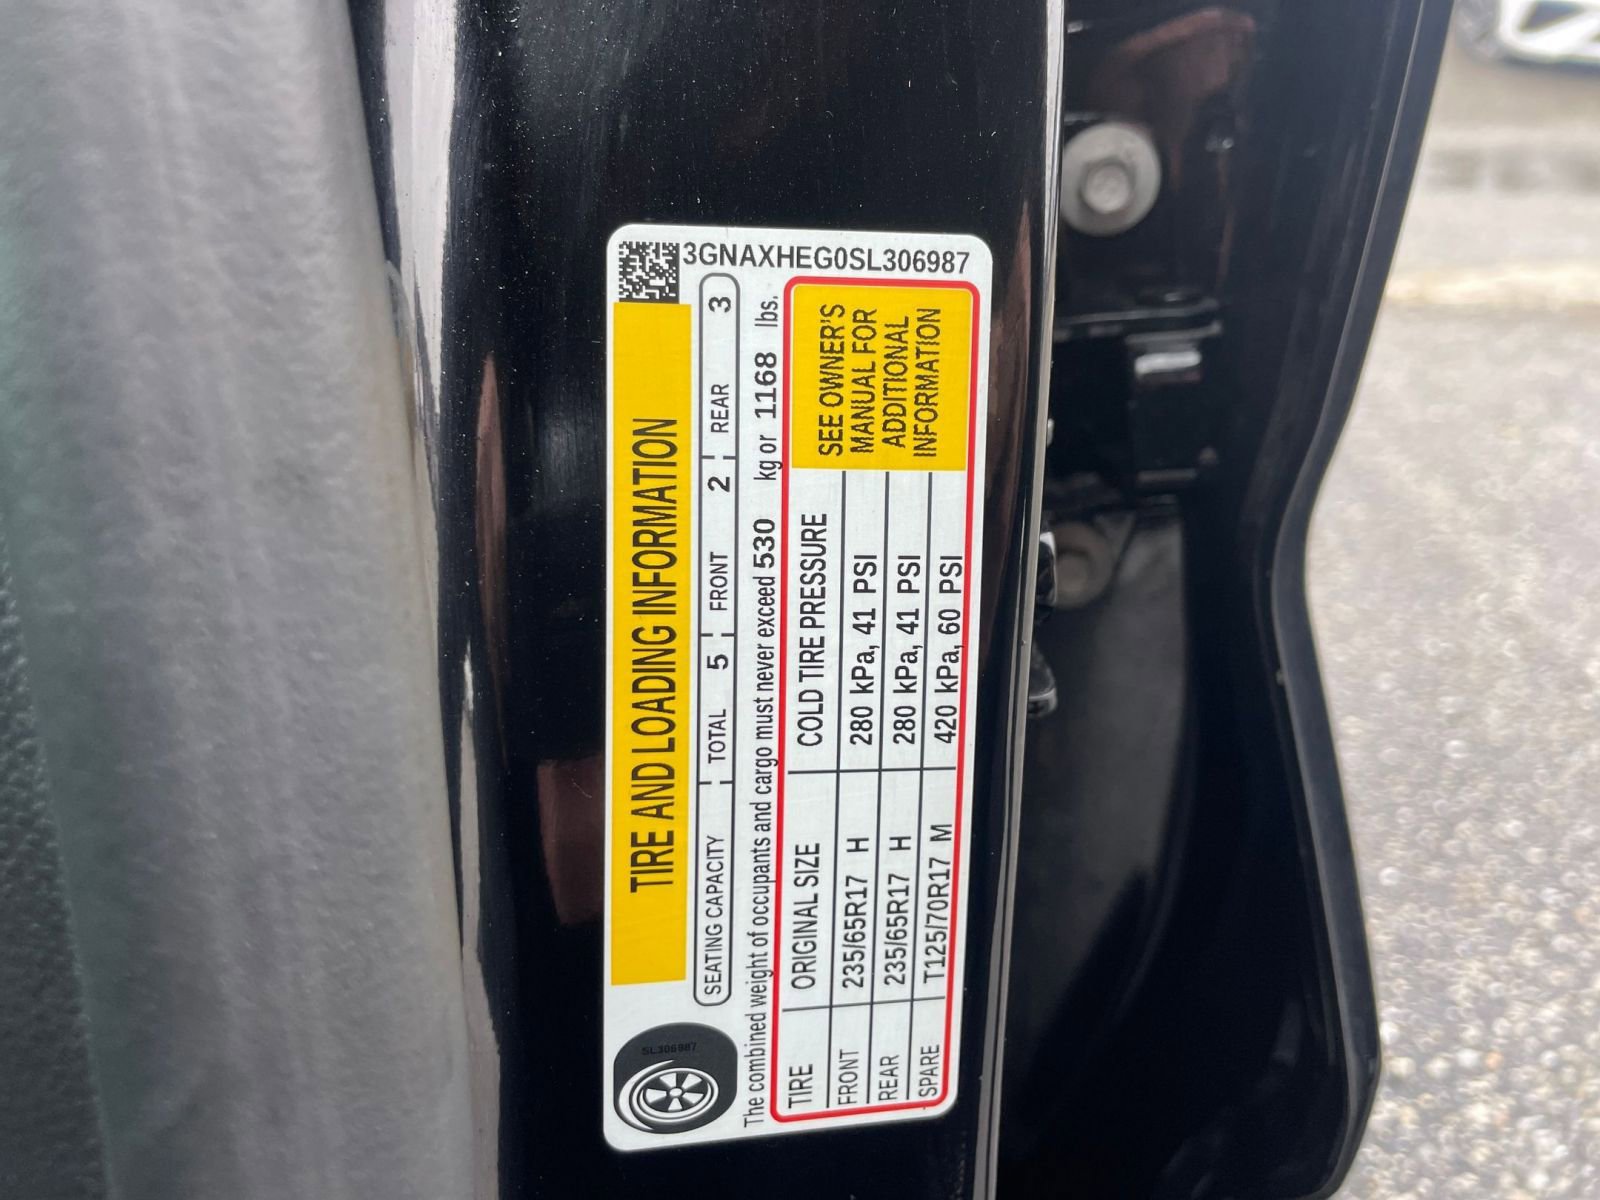 3GNAXHEG0SL306987
TIRE AND LOADING INFORMATION
SEATING CAPACITY TOTAL 5 FRONT 2 REAR 3
The combined weight of occupants and cargo must never exceed 530 kg or 1168 lbs.
TIRE ORIGINAL SIZE COLD TIRE PRESSURE
FRONT 235/65R17 H 280 kPa, 41 PSI
REAR 235/65R17 H 280 kPa, 41 PSI
SPARE T125/70R17 M 420 kPa, 60 PSI
SEE OWNER'S
MANUAL FOR
ADDITIONAL
INFORMATION
SL306987